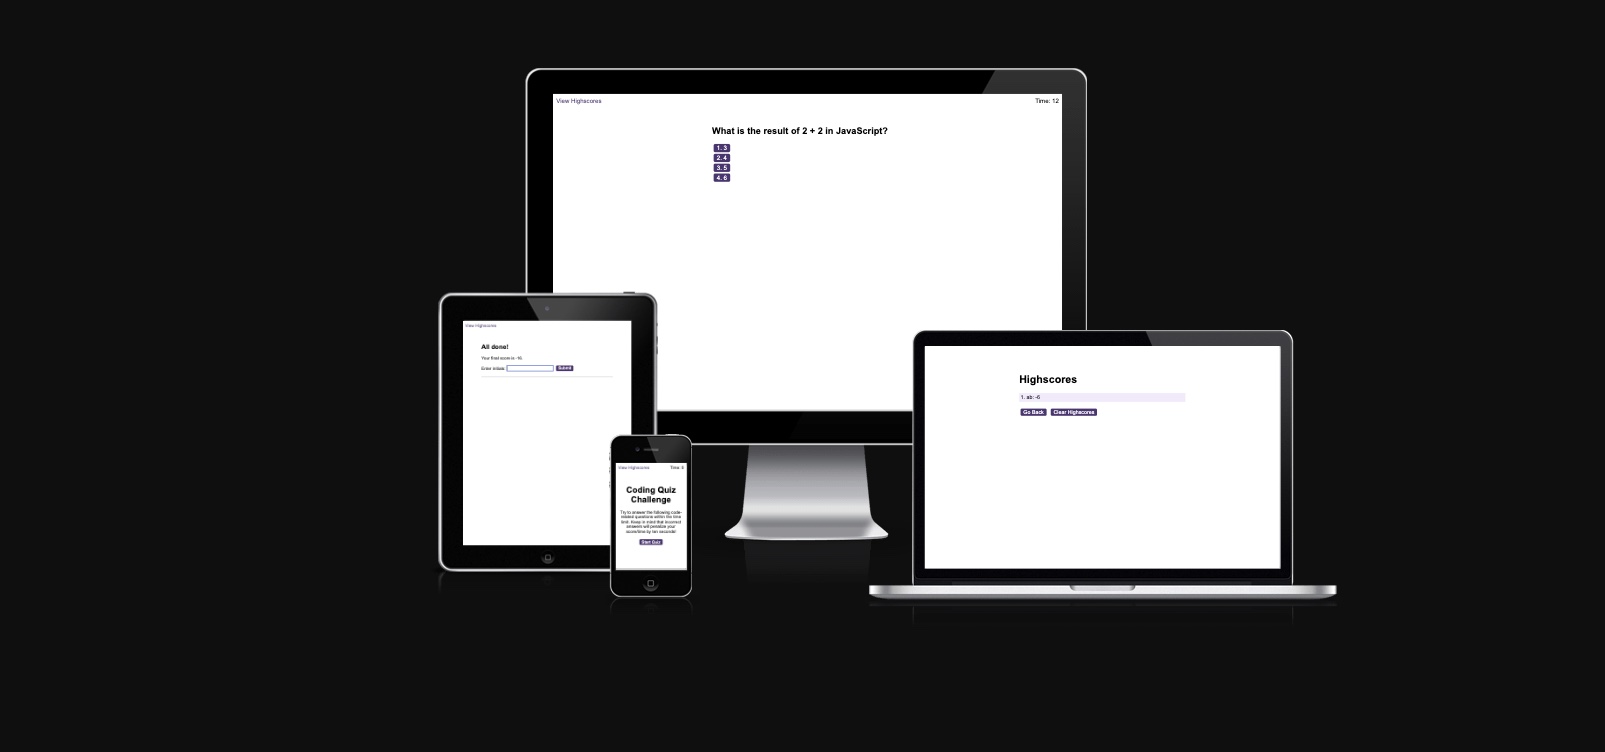 View Highscores
Time: 12
What is the result of 2 + 2 in JavaScript?
1. 3
2. 4
3. 5
4. 6
View Highscores
All done!
Your final score is -16.
Enter initials:
Submit
View Highscores
Time: 0
Coding Quiz
Challenge
Try to answer the following code-
related questions within the time
limit. Keep in mind that incorrect
answers will penalize your
score/time by ten seconds!
Start Quiz
Highscores
1. ab: -6
Go Back
Clear Highscores